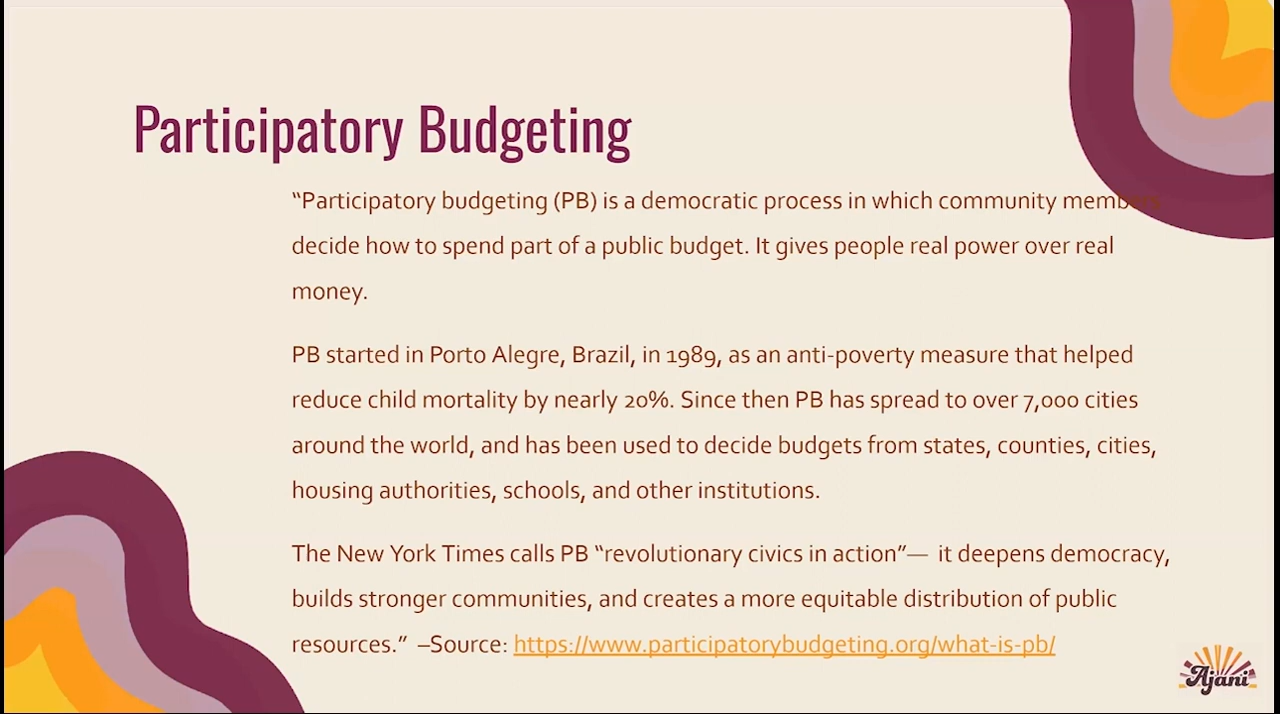 Participatory Budgeting
“Participatory budgeting (PB) is a democratic process in which community members
decide how to spend part of a public budget. It gives people real power over real
money.
PB started in Porto Alegre, Brazil, in 1989, as an anti-poverty measure that helped
reduce child mortality by nearly 20%. Since then PB has spread to over 7,000 cities
around the world, and has been used to decide budgets from states, counties, cities,
housing authorities, schools, and other institutions.
The New York Times calls PB “revolutionary civics in action”— it deepens democracy,
builds stronger communities, and creates a more equitable distribution of public
resources.” –Source: https://www.participatorybudgeting.org/what-is-pb/
Ajani